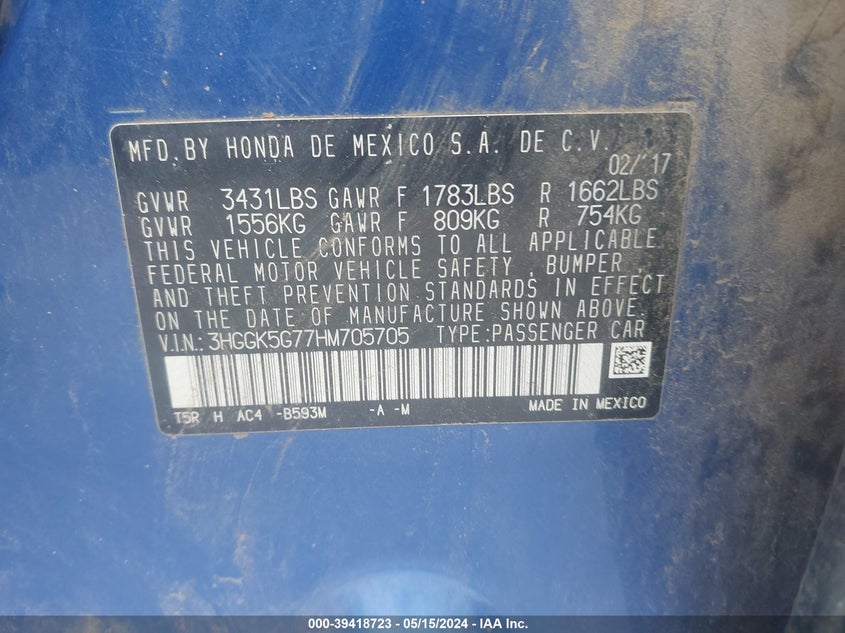 MFD. BY HONDA DE MEXICO S.A. DE C.V.
02/'17
GVWR 3431LBS GAWR F 1783LBS R 1662LBS
GVWR 1556KG GAWR F 809KG R 754KG
THIS VEHICLE CONFORMS TO ALL APPLICABLE
FEDERAL MOTOR VEHICLE SAFETY, BUMPER,
AND THEFT PREVENTION STANDARDS IN EFFECT
ON THE DATE OF MANUFACTURE SHOWN ABOVE.
V.I.N.: 3HGGK5G77HM705705 TYPE:PASSENGER CAR
T5R H AC4 -B593M -A -M MADE IN MEXICO
000-39418723 - 05/15/2024 - IAA Inc.